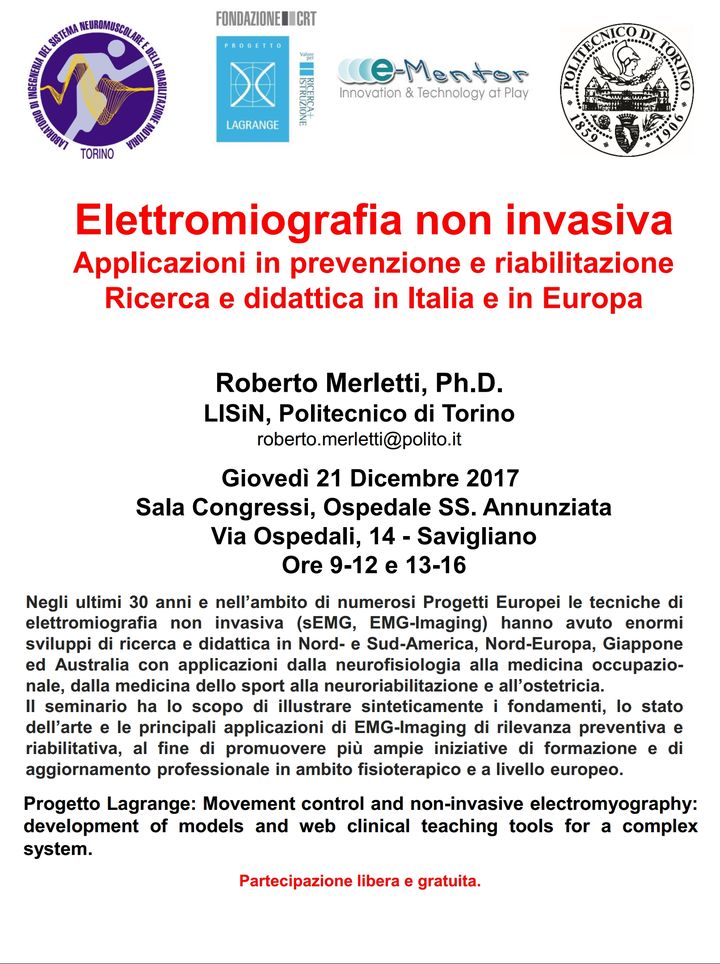 LABORATORIO DI INGEGNERIA DEL SISTEMA NEUROMUSCOLARE E DELLA RIABILITAZIONE MOTORIA
TORINO
FONDAZIONE CRT
PROGETTO
LAGRANGE
Valore per
RICERCA+
ISTRUZIONE
e-Mentor
Innovation & Technology at Play
POLITECNICO DI TORINO
1859 1906
Elettromiografia non invasiva
Applicazioni in prevenzione e riabilitazione
Ricerca e didattica in Italia e in Europa
Roberto Merletti, Ph.D.
LISiN, Politecnico di Torino
roberto.merletti@polito.it
Giovedì 21 Dicembre 2017
Sala Congressi, Ospedale SS. Annunziata
Via Ospedali, 14 - Savigliano
Ore 9-12 e 13-16
Negli ultimi 30 anni e nell’ambito di numerosi Progetti Europei le tecniche di
elettromiografia non invasiva (sEMG, EMG-Imaging) hanno avuto enormi
sviluppi di ricerca e didattica in Nord- e Sud-America, Nord-Europa, Giappone
ed Australia con applicazioni dalla neurofisiologia alla medicina occupazio-
nale, dalla medicina dello sport alla neuroriabilitazione e all’ostetricia.
Il seminario ha lo scopo di illustrare sinteticamente i fondamenti, lo stato
dell’arte e le principali applicazioni di EMG-Imaging di rilevanza preventiva e
riabilitativa, al fine di promuovere più ampie iniziative di formazione e di
aggiornamento professionale in ambito fisioterapico e a livello europeo.
Progetto Lagrange: Movement control and non-invasive electromyography:
development of models and web clinical teaching tools for a complex
system.
Partecipazione libera e gratuita.